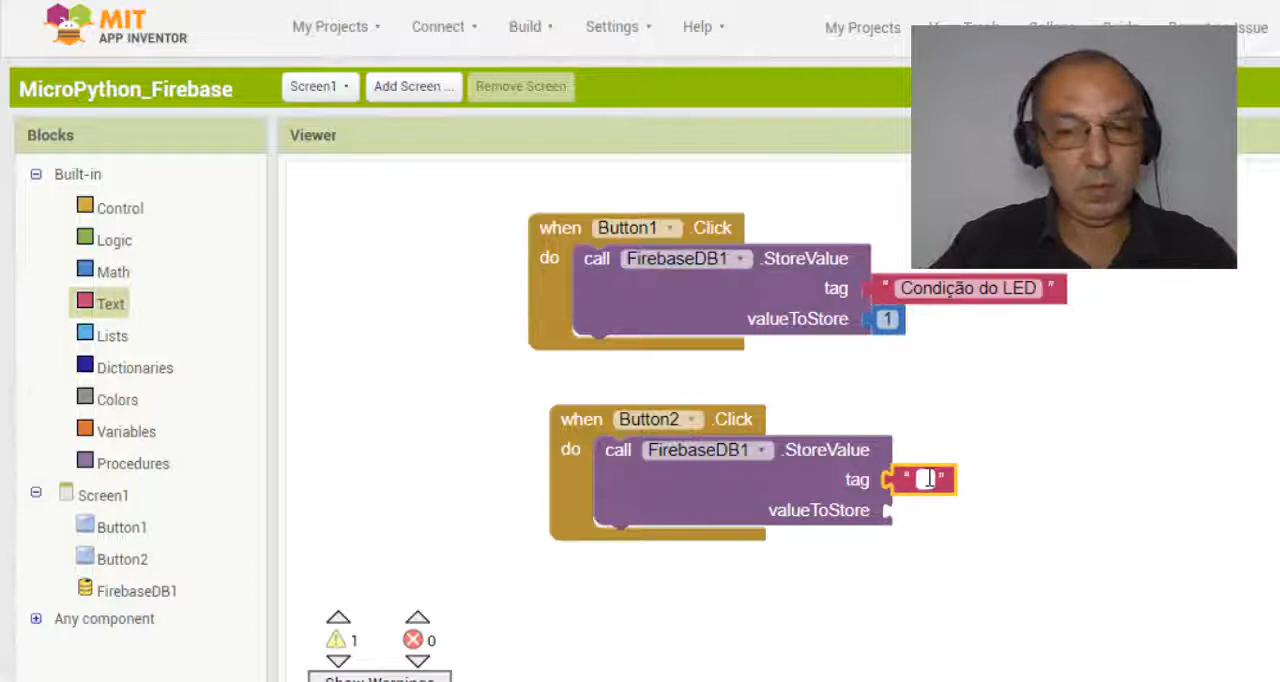 MIT
APP INVENTOR
My Projects
Connect
Build
Settings
Help
My Projects
MicroPython_Firebase
Screen1
Add Screen ...
Remove Screen
Blocks
Viewer
Built-in
Control
Logic
Math
Text
Lists
Dictionaries
Colors
Variables
Procedures
Screen1
Button1
Button2
FirebaseDB1
Any component
when Button1 .Click
do call FirebaseDB1 .StoreValue
tag " Condição do LED "
valueToStore 1
when Button2 .Click
do call FirebaseDB1 .StoreValue
tag " "
valueToStore
1
0
Show Warnings